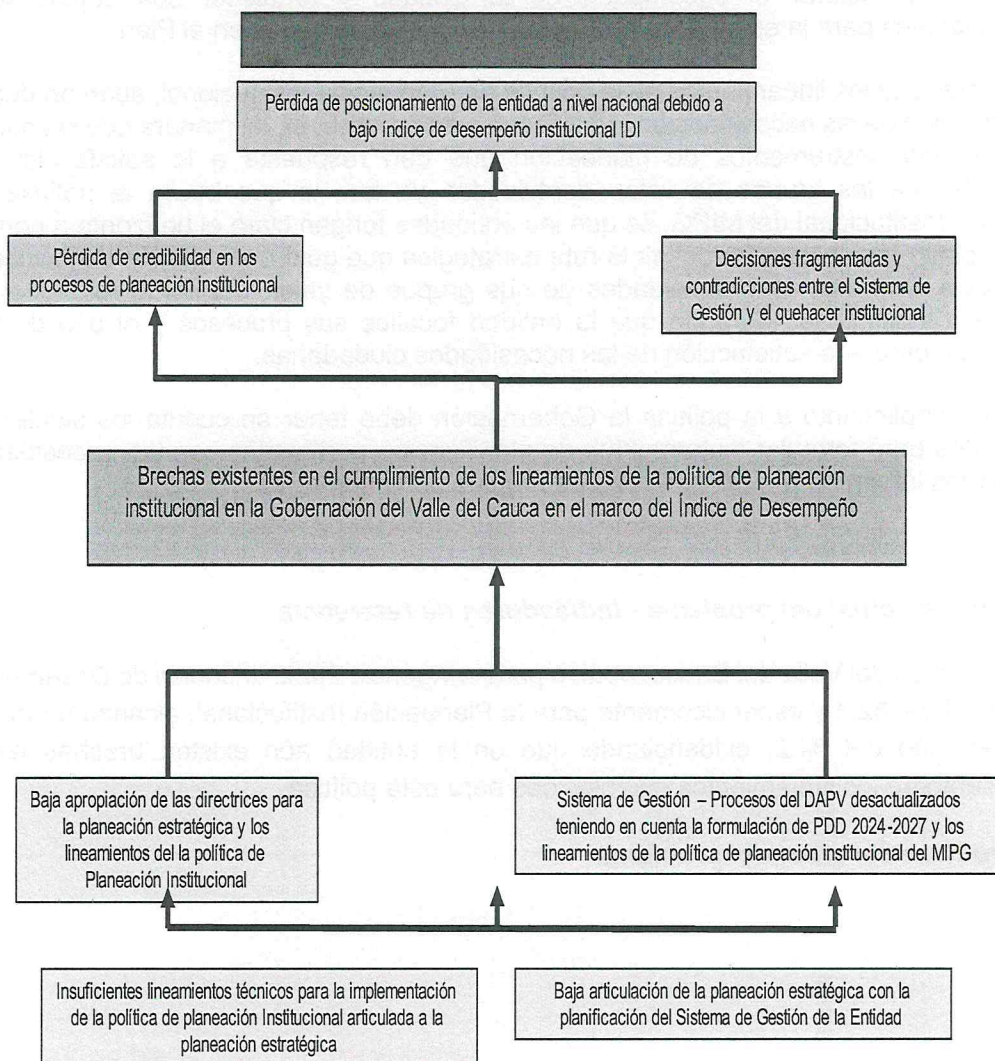 Pérdida de posicionamiento de la entidad a nivel nacional debido a
bajo índice de desempeño institucional IDI
Pérdida de credibilidad en los
procesos de planeación institucional
Decisiones fragmentadas y
contradicciones entre el Sistema de
Gestión y el quehacer institucional
Brechas existentes en el cumplimiento de los lineamientos de la política de planeación
institucional en la Gobernación del Valle del Cauca en el marco del Índice de Desempeño
Baja apropiación de las directrices para
la planeación estratégica y los
lineamientos del la política de
Planeación Institucional
Sistema de Gestión – Procesos del DAPV desactualizados
teniendo en cuenta la formulación de PDD 2024-2027 y los
lineamientos de la política de planeación institucional del MIPG
Insuficientes lineamientos técnicos para la implementación
de la política de planeación Institucional articulada a la
planeación estratégica
Baja articulación de la planeación estratégica con la
planificación del Sistema de Gestión de la Entidad